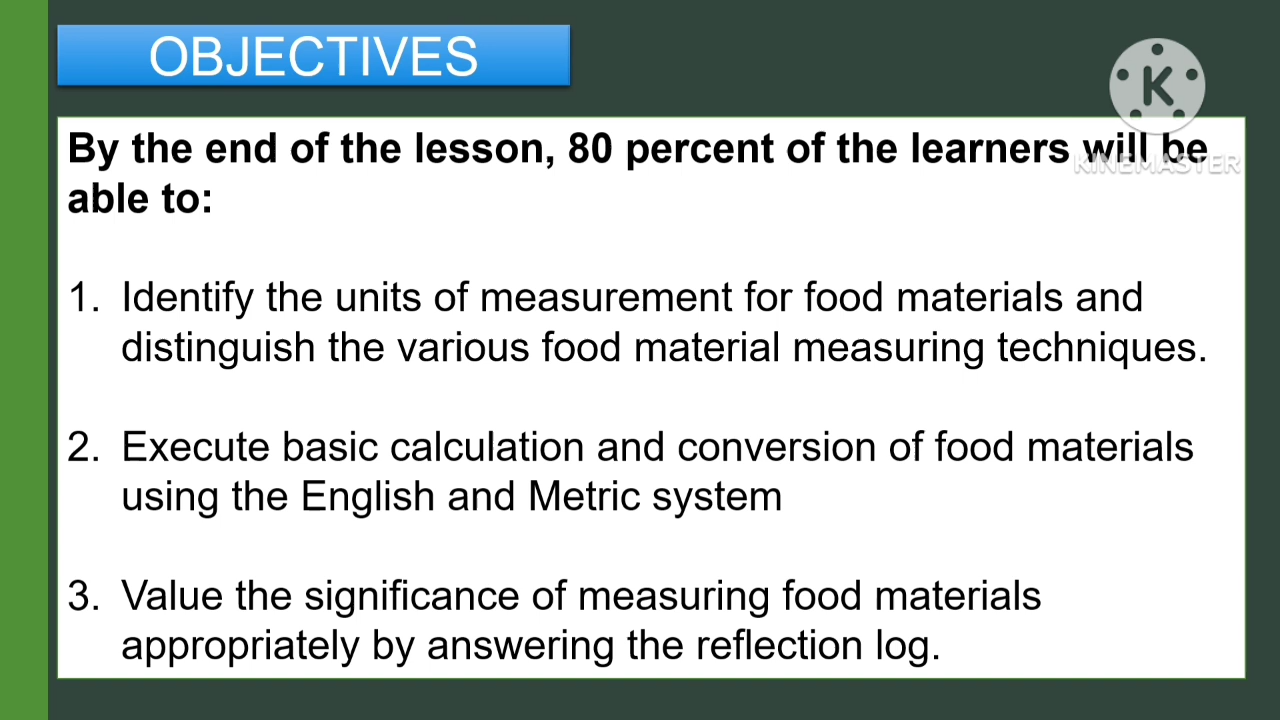 OBJECTIVES
K
KINEMASTER
By the end of the lesson, 80 percent of the learners will be
able to:
1. Identify the units of measurement for food materials and
distinguish the various food material measuring techniques.
2. Execute basic calculation and conversion of food materials
using the English and Metric system
3. Value the significance of measuring food materials
appropriately by answering the reflection log.